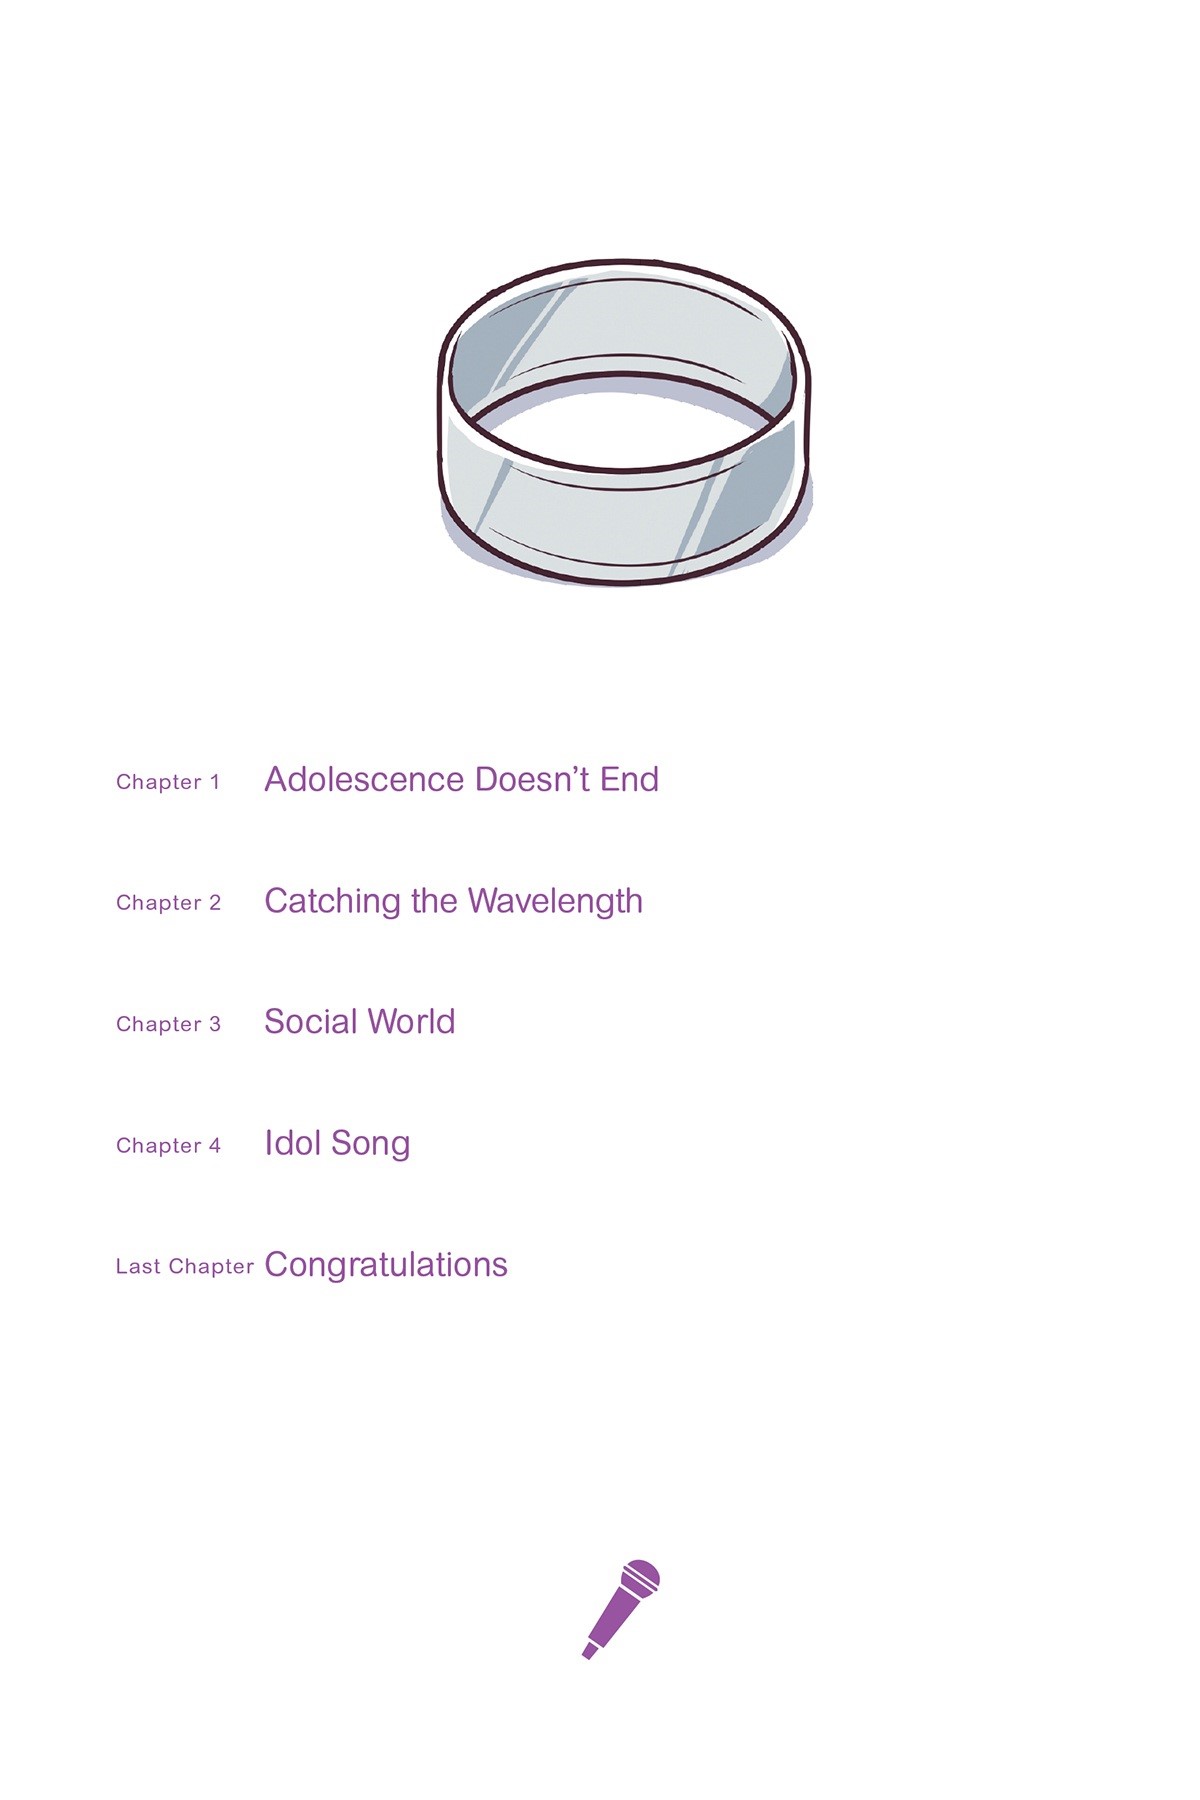 Chapter 1 Adolescence Doesn’t End
Chapter 2 Catching the Wavelength
Chapter 3 Social World
Chapter 4 Idol Song
Last Chapter Congratulations